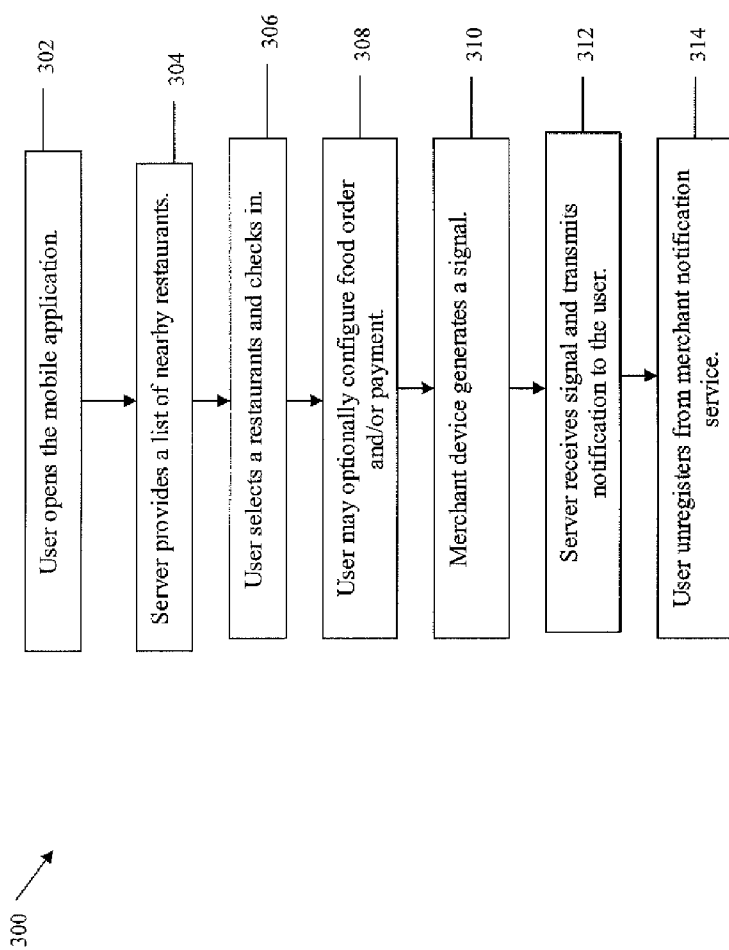 300
User opens the mobile application.
302
Server provides a list of nearby restaurants.
304
User selects a restaurants and checks in.
306
User may optionally configure food order
and/or payment.
308
Merchant device generates a signal.
310
Server receives signal and transmits
notification to the user.
312
User unregisters from merchant notification
service.
314